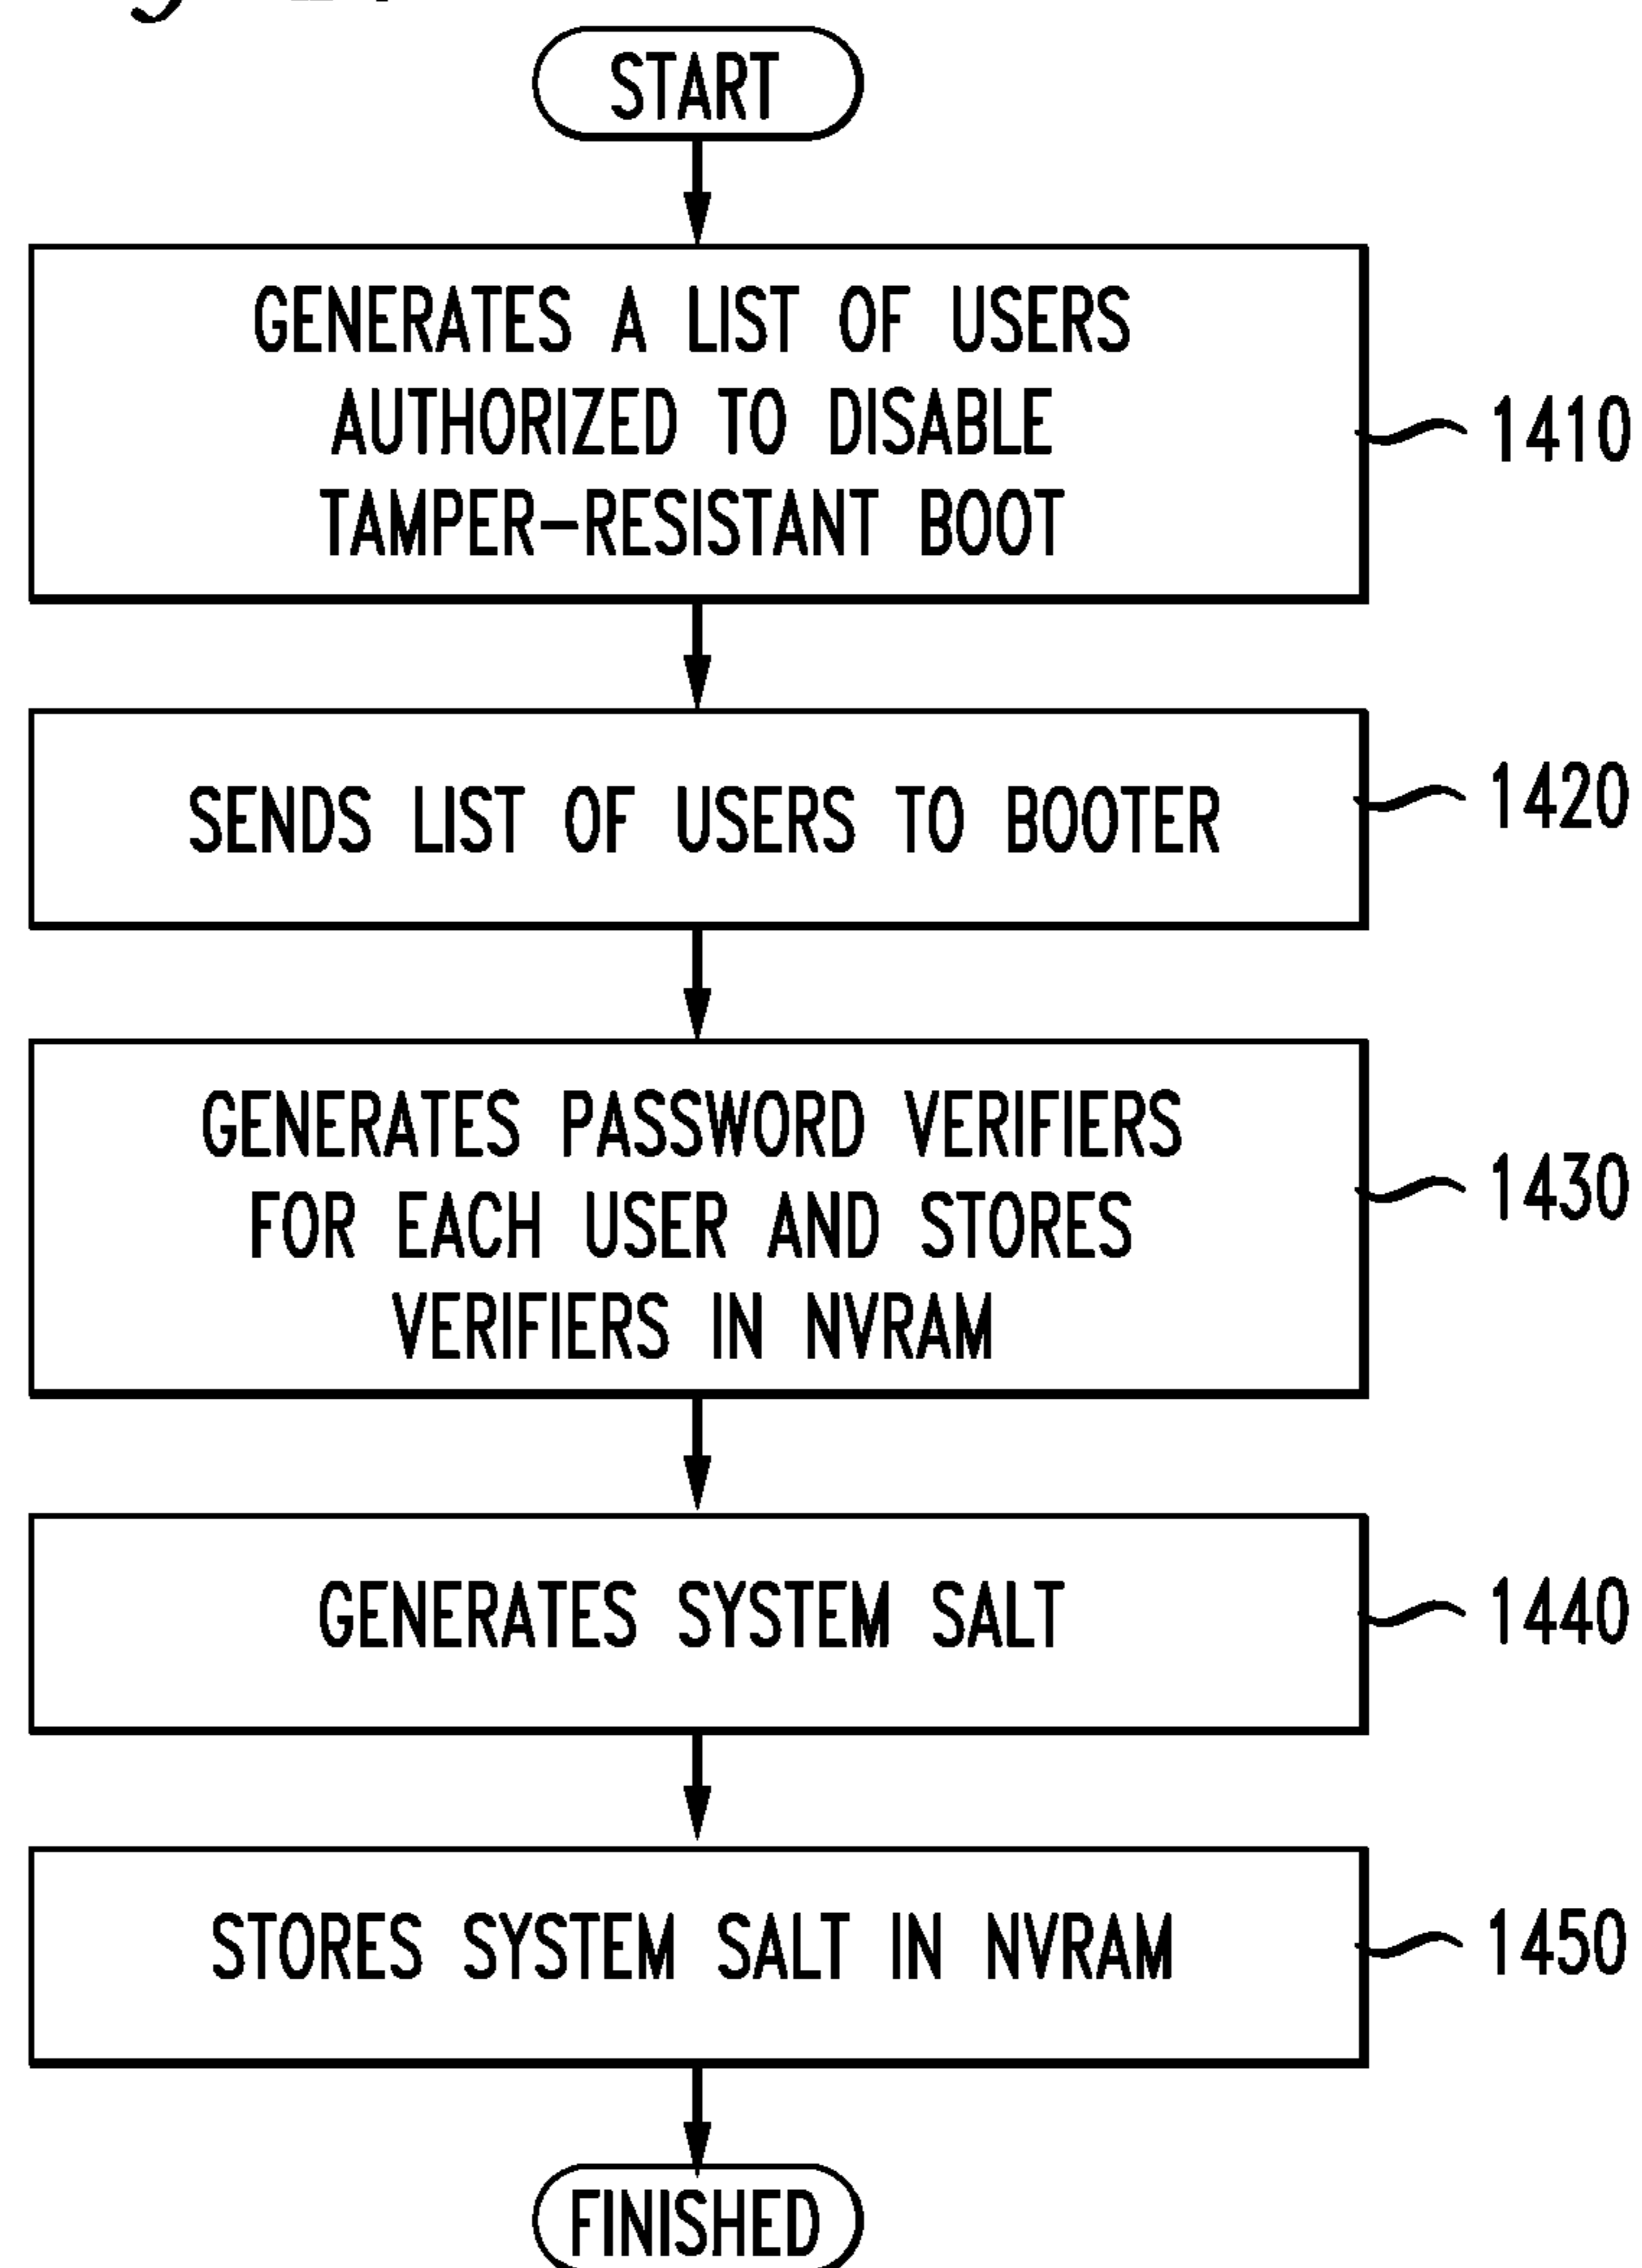 START
GENERATES A LIST OF USERS
AUTHORIZED TO DISABLE
TAMPER-RESISTANT BOOT
1410
SENDS LIST OF USERS TO BOOTER
1420
GENERATES PASSWORD VERIFIERS
FOR EACH USER AND STORES
VERIFIERS IN NVRAM
1430
GENERATES SYSTEM SALT
1440
STORES SYSTEM SALT IN NVRAM
1450
FINISHED